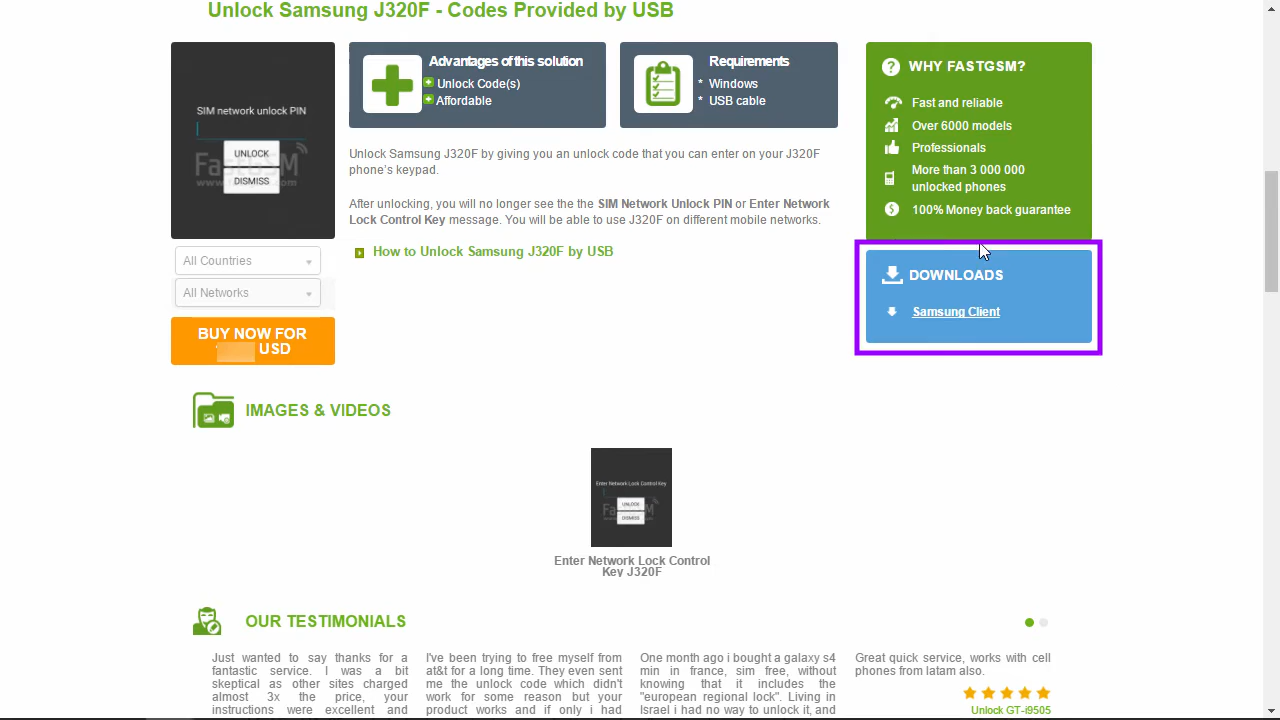 Unlock Samsung J320F - Codes Provided by USB
SIM network unlock PIN
UNLOCK
DISMISS
FastGSM
www. .com
All Countries
All Networks
BUY NOW FOR
USD
Advantages of this solution
Unlock Code(s)
Affordable
Requirements
* Windows
* USB cable
Unlock Samsung J320F by giving you an unlock code that you can enter on your J320F
phone's keypad.
After unlocking, you will no longer see the the SIM Network Unlock PIN or Enter Network
Lock Control Key message. You will be able to use J320F on different mobile networks.
How to Unlock Samsung J320F by USB
WHY FASTGSM?
Fast and reliable
Over 6000 models
Professionals
More than 3 000 000
unlocked phones
100% Money back guarantee
DOWNLOADS
Samsung Client
IMAGES & VIDEOS
Enter Network Lock Control Key
UNLOCK
DISMISS
FastGSM
Enter Network Lock Control
Key J320F
OUR TESTIMONIALS
Just wanted to say thanks for a
fantastic service. I was a bit
skeptical as other sites charged
almost 3x the price, your
instructions were excellent and
I've been trying to free myself from
at&t for a long time. They even sent
me the unlock code which didn't
work for some reason but your
product works and if only i had
One month ago i bought a galaxy s4
min in france, sim free, without
knowing that it includes the
"european regional lock". Living in
Israel i had no way to unlock it, and
Great quick service, works with cell
phones from latam also.
Unlock GT-i9505